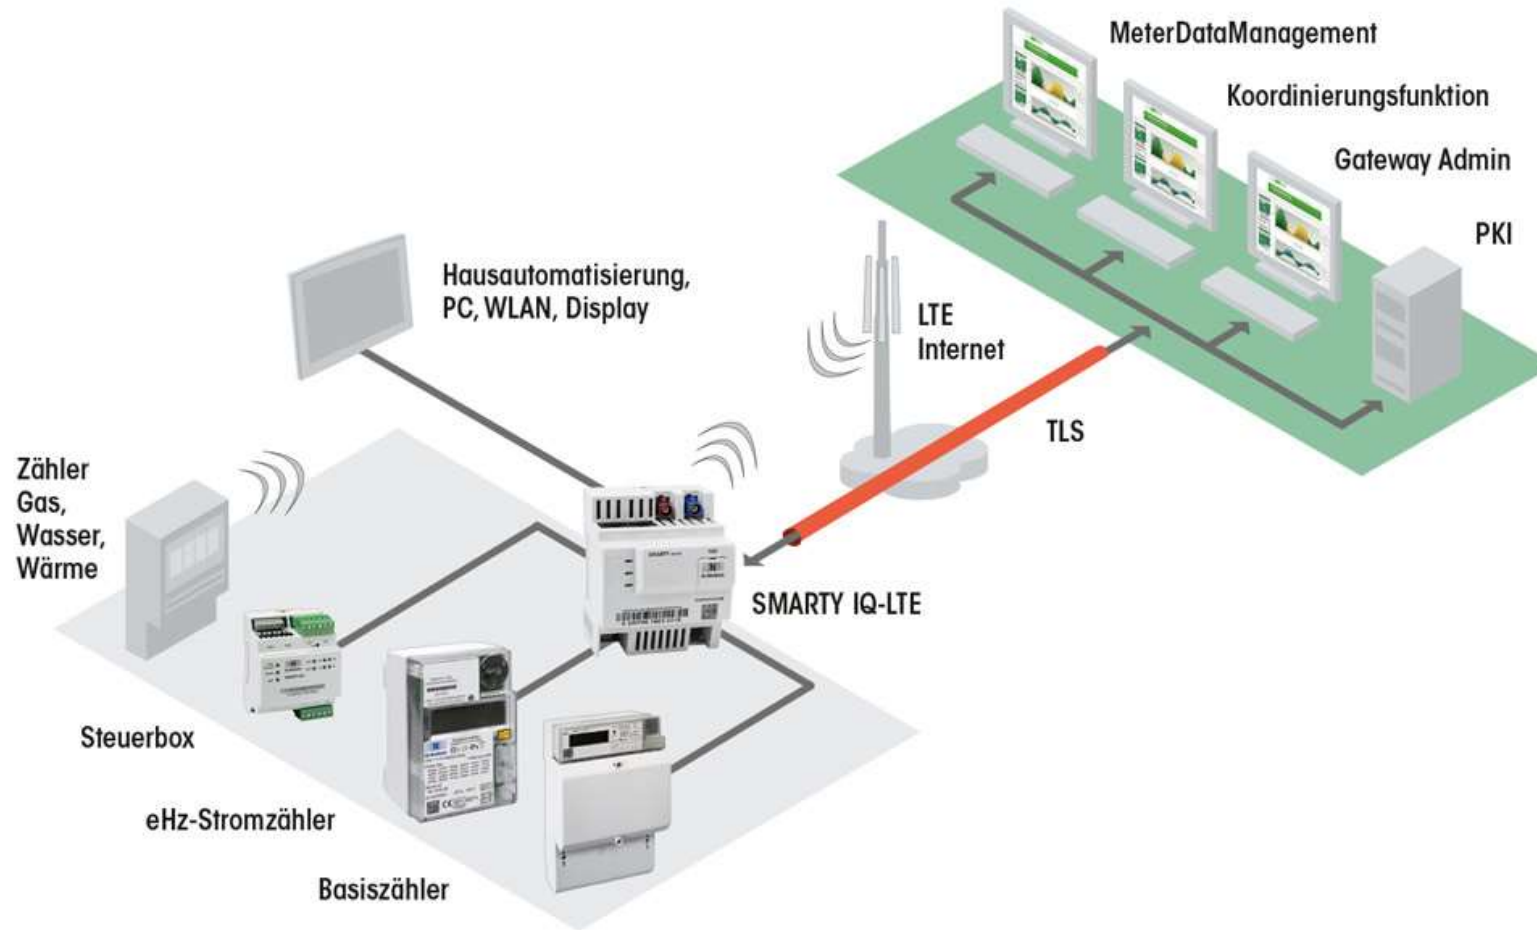 MeterDataManagement
Koordinierungsfunktion
Gateway Admin
PKI
Hausautomatisierung,
PC, WLAN, Display
LTE
Internet
TLS
Zähler
Gas,
Wasser,
Wärme
SMARTY IQ-LTE
Steuerbox
eHz-Stromzähler
Basiszähler